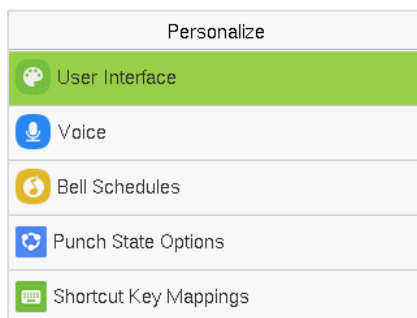 Personalize
User Interface
Voice
Bell Schedules
Punch State Options
Shortcut Key Mappings